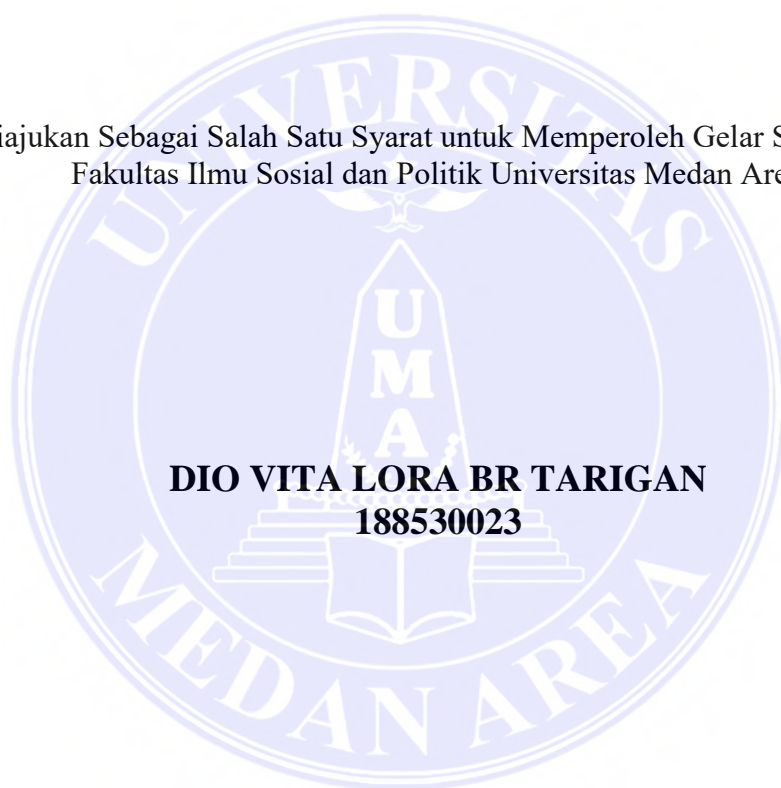 iajukan Sebagai Salah Satu Syarat untuk Memperoleh Gelar S
Fakultas Ilmu Sosial dan Politik Universitas Medan Are
UNIVERSITAS
UMA
DIO VITA LORA BR TARIGAN
188530023
MEDAN AREA